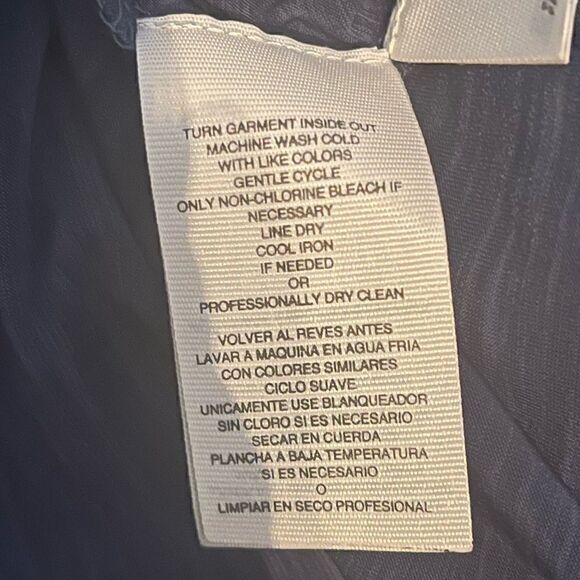 TURN GARMENT INSIDE OUT
MACHINE WASH COLD
WITH LIKE COLORS
GENTLE CYCLE
ONLY NON-CHLORINE BLEACH IF
NECESSARY
LINE DRY
COOL IRON
IF NEEDED
OR
PROFESSIONALLY DRY CLEAN
VOLVER AL REVES ANTES
LAVAR A MAQUINA EN AGUA FRIA
CON COLORES SIMILARES
CICLO SUAVE
UNICAMENTE USE BLANQUEADOR
SIN CLORO SI ES NECESARIO
SECAR EN CUERDA
PLANCHA A BAJA TEMPERATURA
SI ES NECESARIO
O
LIMPIAR EN SECO PROFESIONAL